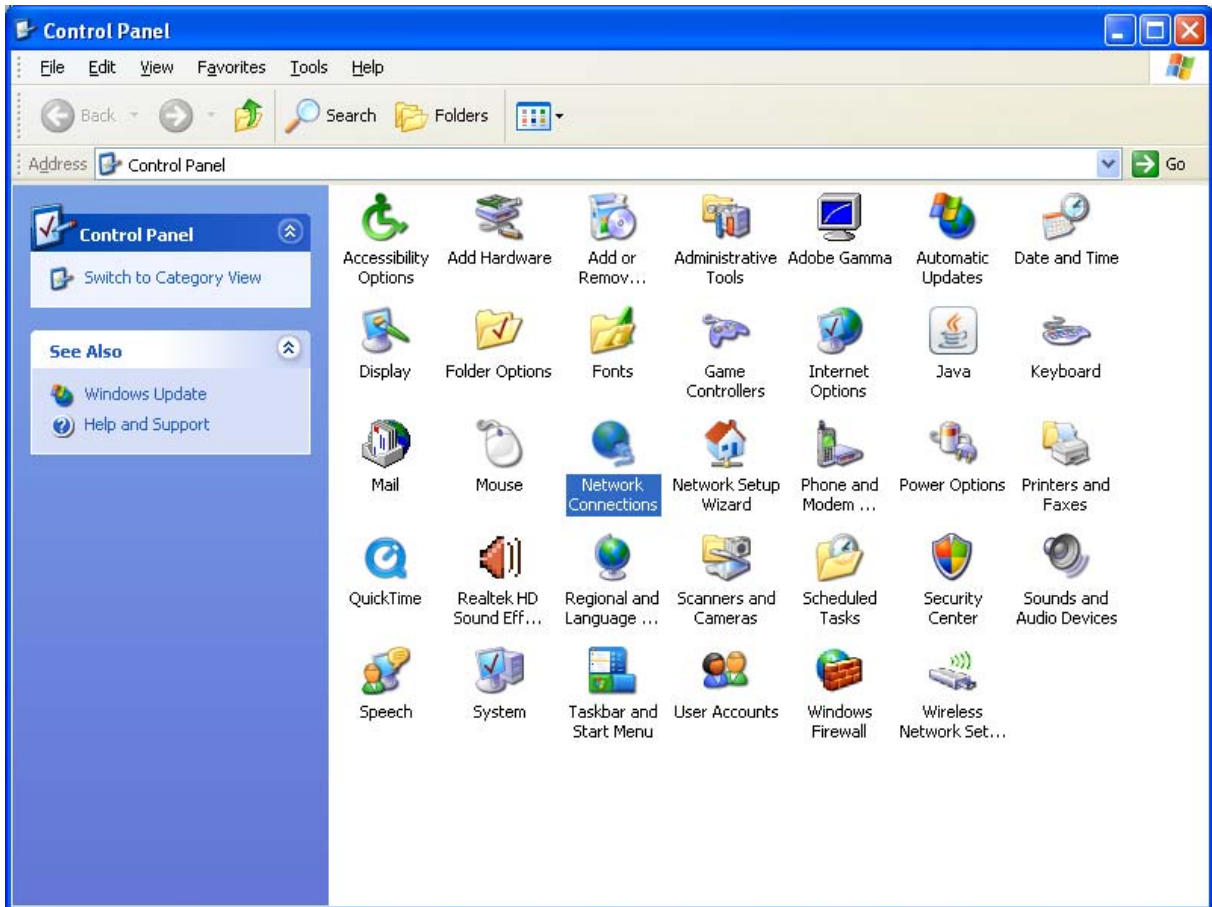 Control Panel
File Edit View Favorites Tools Help
Back Search Folders
Address Control Panel Go
Control Panel
Switch to Category View
See Also
Windows Update
Help and Support
Accessibility Options
Add Hardware
Add or Remov...
Administrative Tools
Adobe Gamma
Automatic Updates
Date and Time
Display
Folder Options
Fonts
Game Controllers
Internet Options
Java
Keyboard
Mail
Mouse
Network Connections
Network Setup Wizard
Phone and Modem ...
Power Options
Printers and Faxes
QuickTime
Realtek HD Sound Eff...
Regional and Language ...
Scanners and Cameras
Scheduled Tasks
Security Center
Sounds and Audio Devices
Speech
System
Taskbar and Start Menu
User Accounts
Windows Firewall
Wireless Network Set...